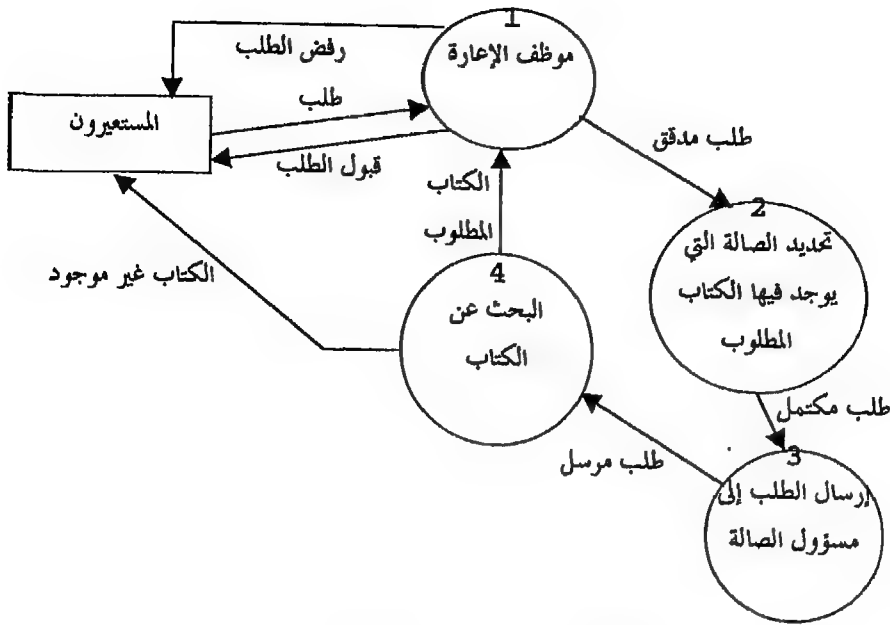 1
موظف الإعارة
رفض الطلب
طلب
المستعيرون
قبول الطلب
طلب مدقق
الكتاب
المطلوب
2
تحديد الصالة التي
يوجد فيها الكتاب
المطلوب
الكتاب غير موجود
4
البحث عن
الكتاب
طلب مكتمل
طلب مرسل
3
إرسال الطلب إلى
مسؤول الصالة